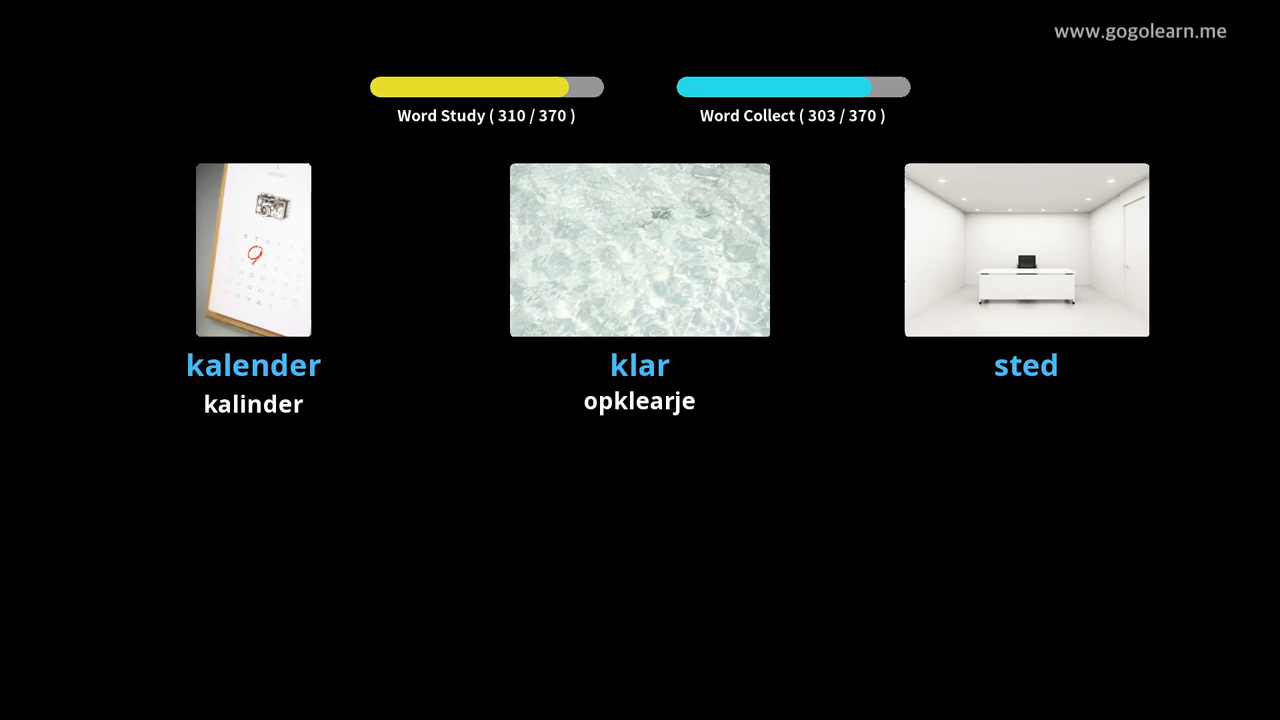 www.gogolearn.me
Word Study ( 310 / 370 )
Word Collect ( 303 / 370 )
kalender
klar
sted
kalinder
opklearje